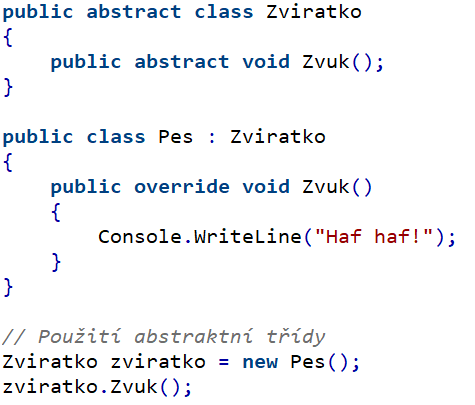 public abstract class Zviratko
{
    public abstract void Zvuk();
}

public class Pes : Zviratko
{
    public override void Zvuk()
    {
        Console.WriteLine("Haf haf!");
    }
}

// Použití abstraktní třídy
Zviratko zviratko = new Pes();
zviratko.Zvuk();